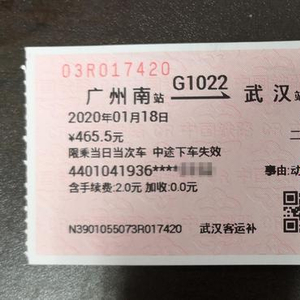 03R017420
广州南站 G1022 武汉站
2020年01月18日
¥465.5元 二
限乘当日当次车 中途下车失效
4401041936****
事由:动
含手续费:2.0元 加收:0.0元
N3901055073R017420 武汉客运补